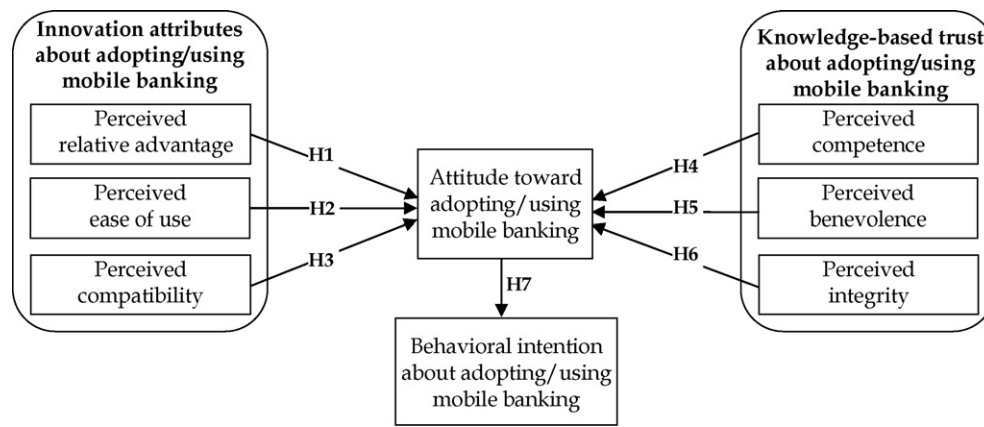 Innovation attributes
about adopting/using
mobile banking
Perceived
relative advantage
Perceived
ease of use
Perceived
compatibility
H1
H2
H3
Attitude toward
adopting/using
mobile banking
H7
Behavioral intention
about adopting/using
mobile banking
Knowledge-based trust
about adopting/using
mobile banking
Perceived
competence
Perceived
benevolence
Perceived
integrity
H4
H5
H6